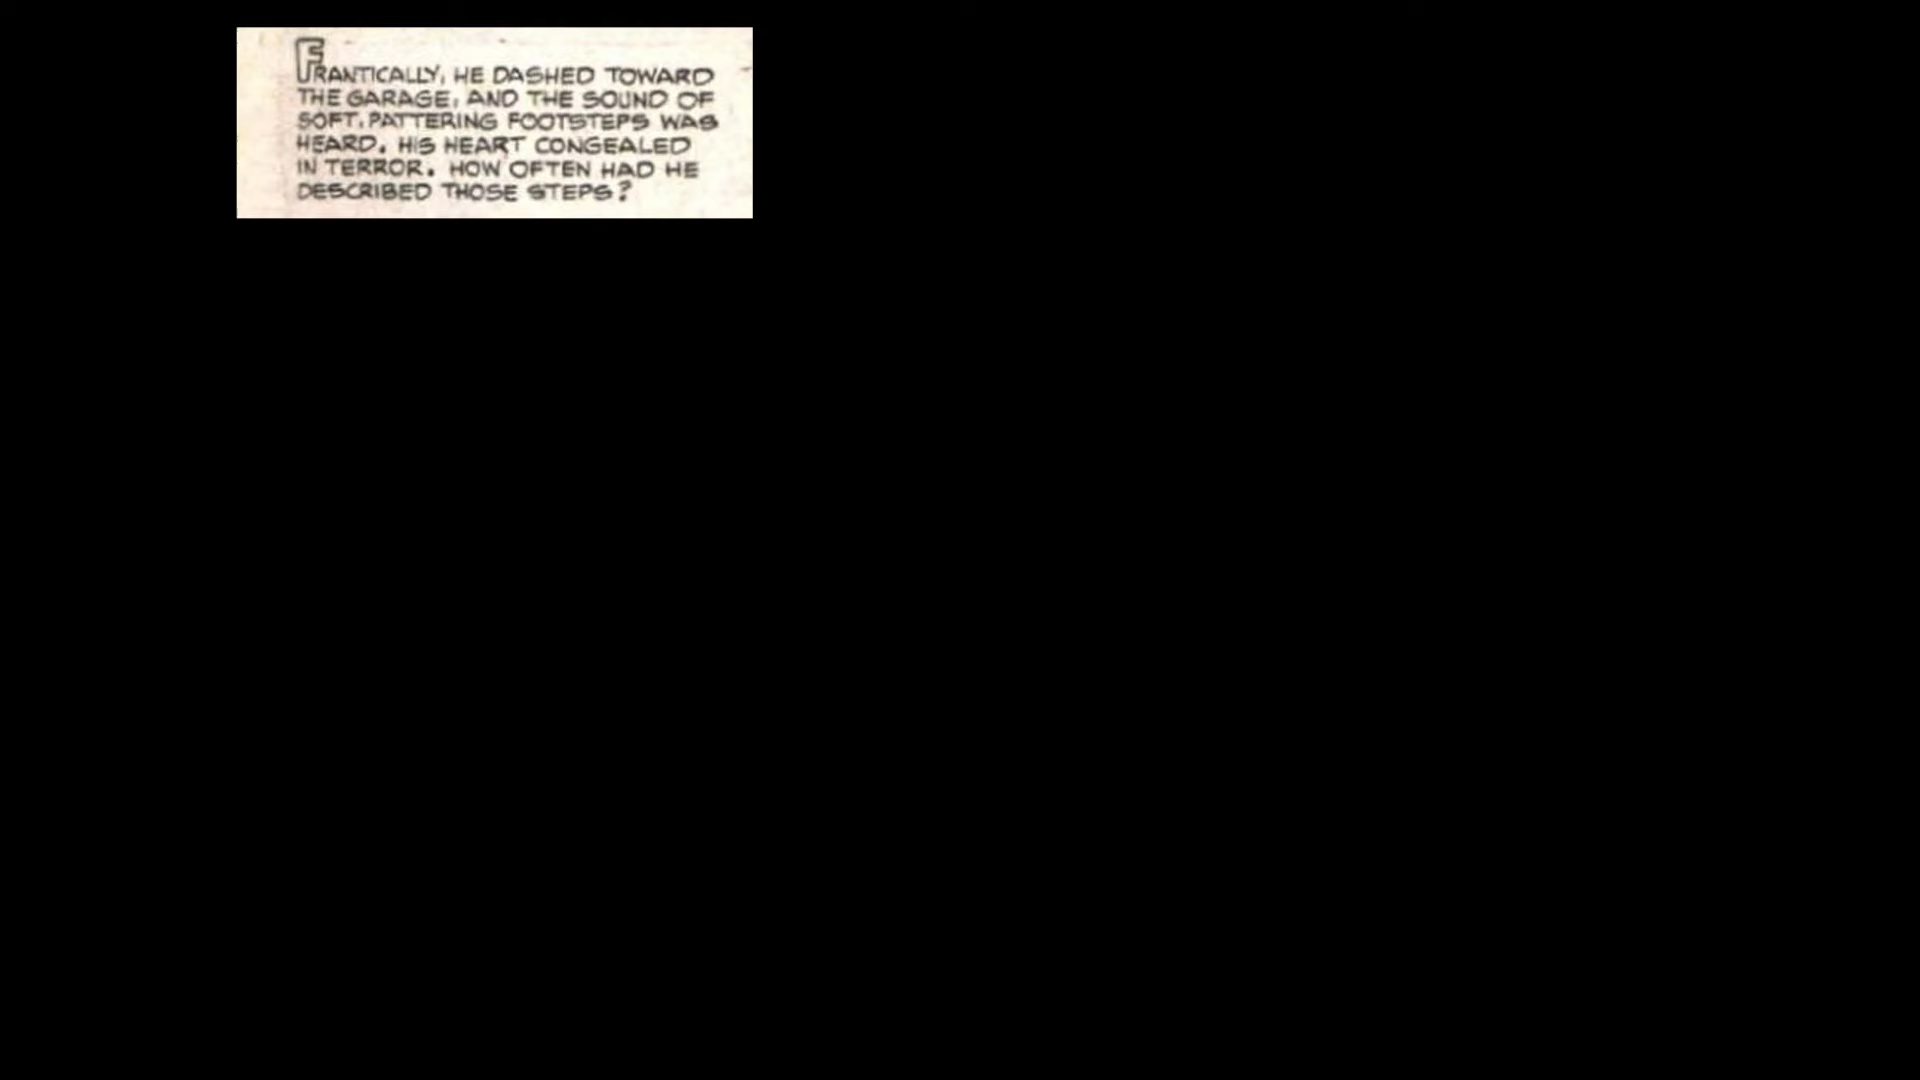 FRANTICALLY, HE DASHED TOWARD
THE GARAGE, AND THE SOUND OF
SOFT, PATTERING FOOTSTEPS WAS
HEARD. HIS HEART CONGEALED
IN TERROR. HOW OFTEN HAD HE
DESCRIBED THOSE STEPS?